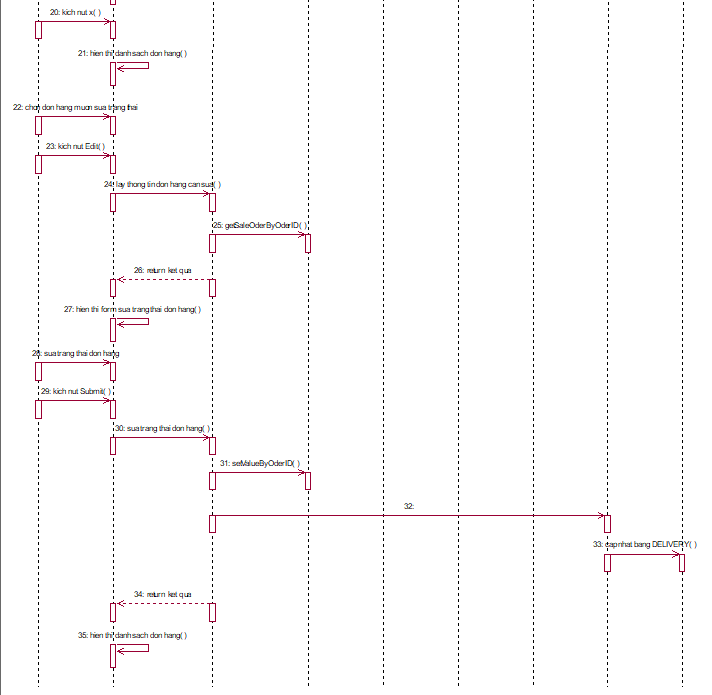 20: kich nut x( )
21: hien thi danh sach don hang( )
22: chon don hang muon sua trang thai
23: kich nut Edit( )
24: lay thong tin don hang can sua( )
25: getSaleOderByOderID( )
26: return ket qua
27: hien thi form sua trang thai don hang( )
28: sua trang thai don hang
29: kich nut Submit( )
30: sua trang thai don hang( )
31: setValueByOderID( )
32:
33: cap nhat bang DELIVERY( )
34: return ket qua
35: hien thi danh sach don hang( )